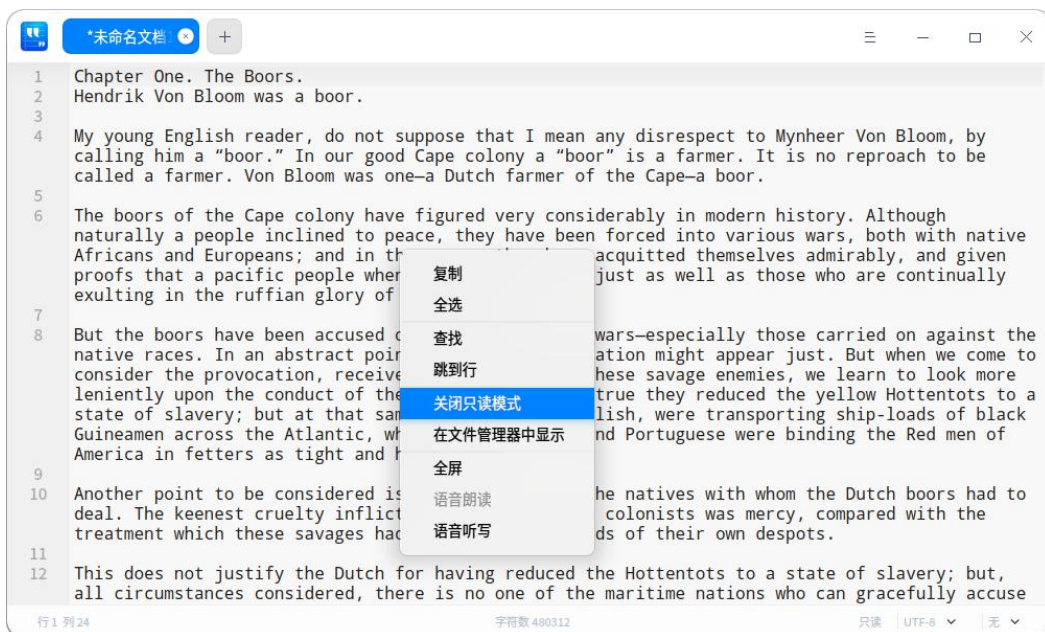 *未命名文档
1 Chapter One. The Boors.
2 Hendrik Von Bloom was a boor.
3
4 My young English reader, do not suppose that I mean any disrespect to Mynheer Von Bloom, by
calling him a “boor.” In our good Cape colony a “boor” is a farmer. It is no reproach to be
called a farmer. Von Bloom was one—a Dutch farmer of the Cape—a boor.
5
6 The boors of the Cape colony have figured very considerably in modern history. Although
naturally a people inclined to peace, they have been forced into various wars, both with native
Africans and Europeans; and in acquitted themselves admirably, and given
proofs that a pacific people just as well as those who are continually
exulting in the ruffian glory of
7
8 But the boors have been accused wars—especially those carried on against the
native races. In an abstract might appear just. But when we come to
consider the provocation, these savage enemies, we learn to look more
leniently upon the conduct of true they reduced the yellow Hottentots to a
state of slavery; but at that were transporting ship-loads of black
Guineamen across the Atlantic, Portuguese were binding the Red men of
America in fetters as tight and
9
10 Another point to be considered the natives with whom the Dutch boors had to
deal. The keenest cruelty colonists was mercy, compared with the
treatment which these savages of their own despots.
11
12 This does not justify the Dutch for having reduced the Hottentots to a state of slavery; but,
all circumstances considered, there is no one of the maritime nations who can gracefully accuse
复制
全选
查找
跳到行
关闭只读模式
在文件管理器中显示
全屏
语音朗读
语音听写
行1 列24 字符数 480312 只读 UTF-8 无